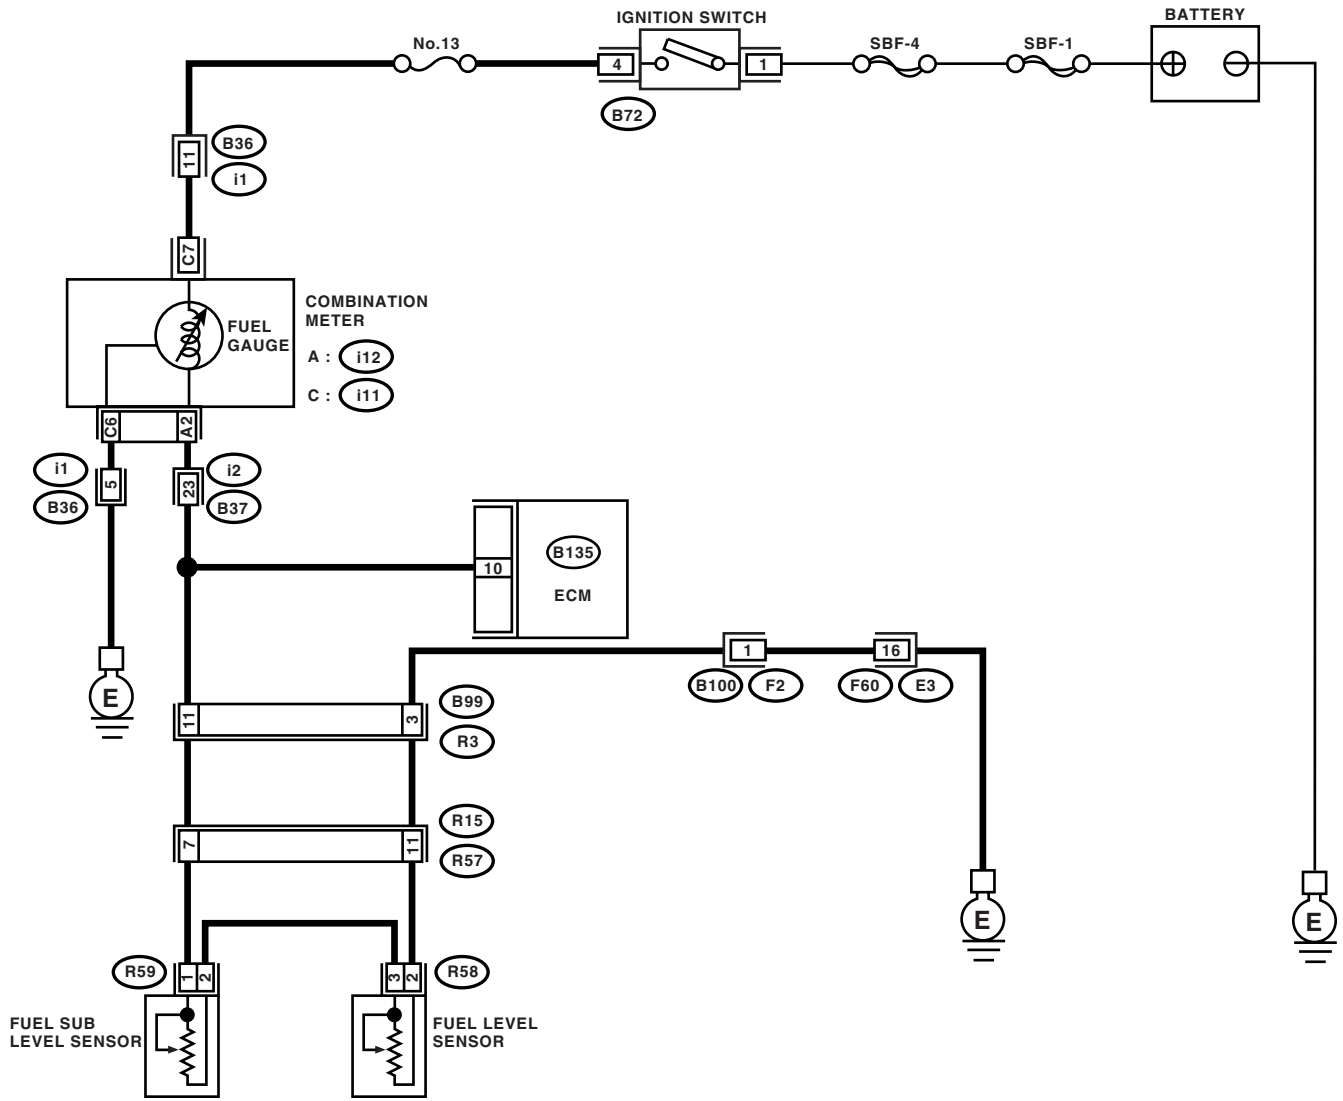 IGNITION SWITCH
BATTERY
No.13
SBF-4
SBF-1
4
1
B72
11
B36
i1
C7
COMBINATION
METER
FUEL
GAUGE
A : i12
C : i11
C6
A2
i1
5
23
i2
B36
B37
B135
10
ECM
1
16
B100
F2
F60
E3
E
11
3
B99
R3
R15
7
11
R57
E
E
R59
1
2
3
2
R58
FUEL SUB
LEVEL SENSOR
FUEL LEVEL
SENSOR